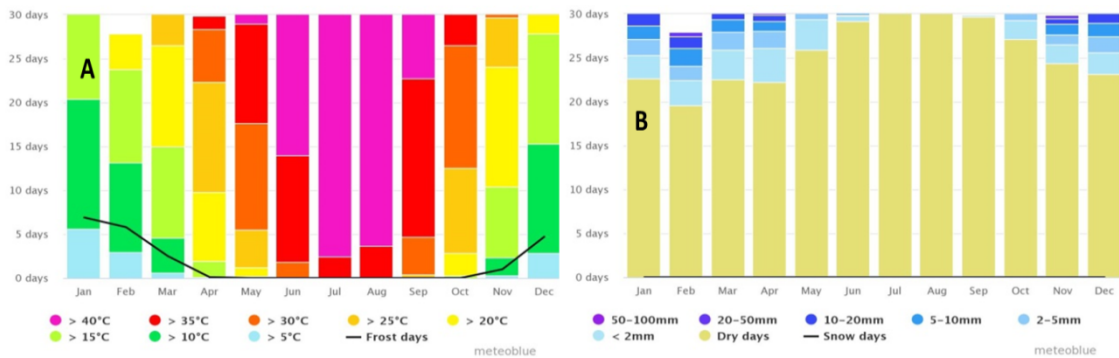 A
30 days
25 days
20 days
15 days
10 days
5 days
0 days
Jan Feb Mar Apr May Jun Jul Aug Sep Oct Nov Dec
> 40°C > 35°C > 30°C > 25°C > 20°C
> 15°C > 10°C > 5°C Frost days
meteoblue
B
30 days
25 days
20 days
15 days
10 days
5 days
0 days
Jan Feb Mar Apr May Jun Jul Aug Sep Oct Nov Dec
50-100mm 20-50mm 10-20mm 5-10mm 2-5mm
< 2mm Dry days Snow days
meteoblue